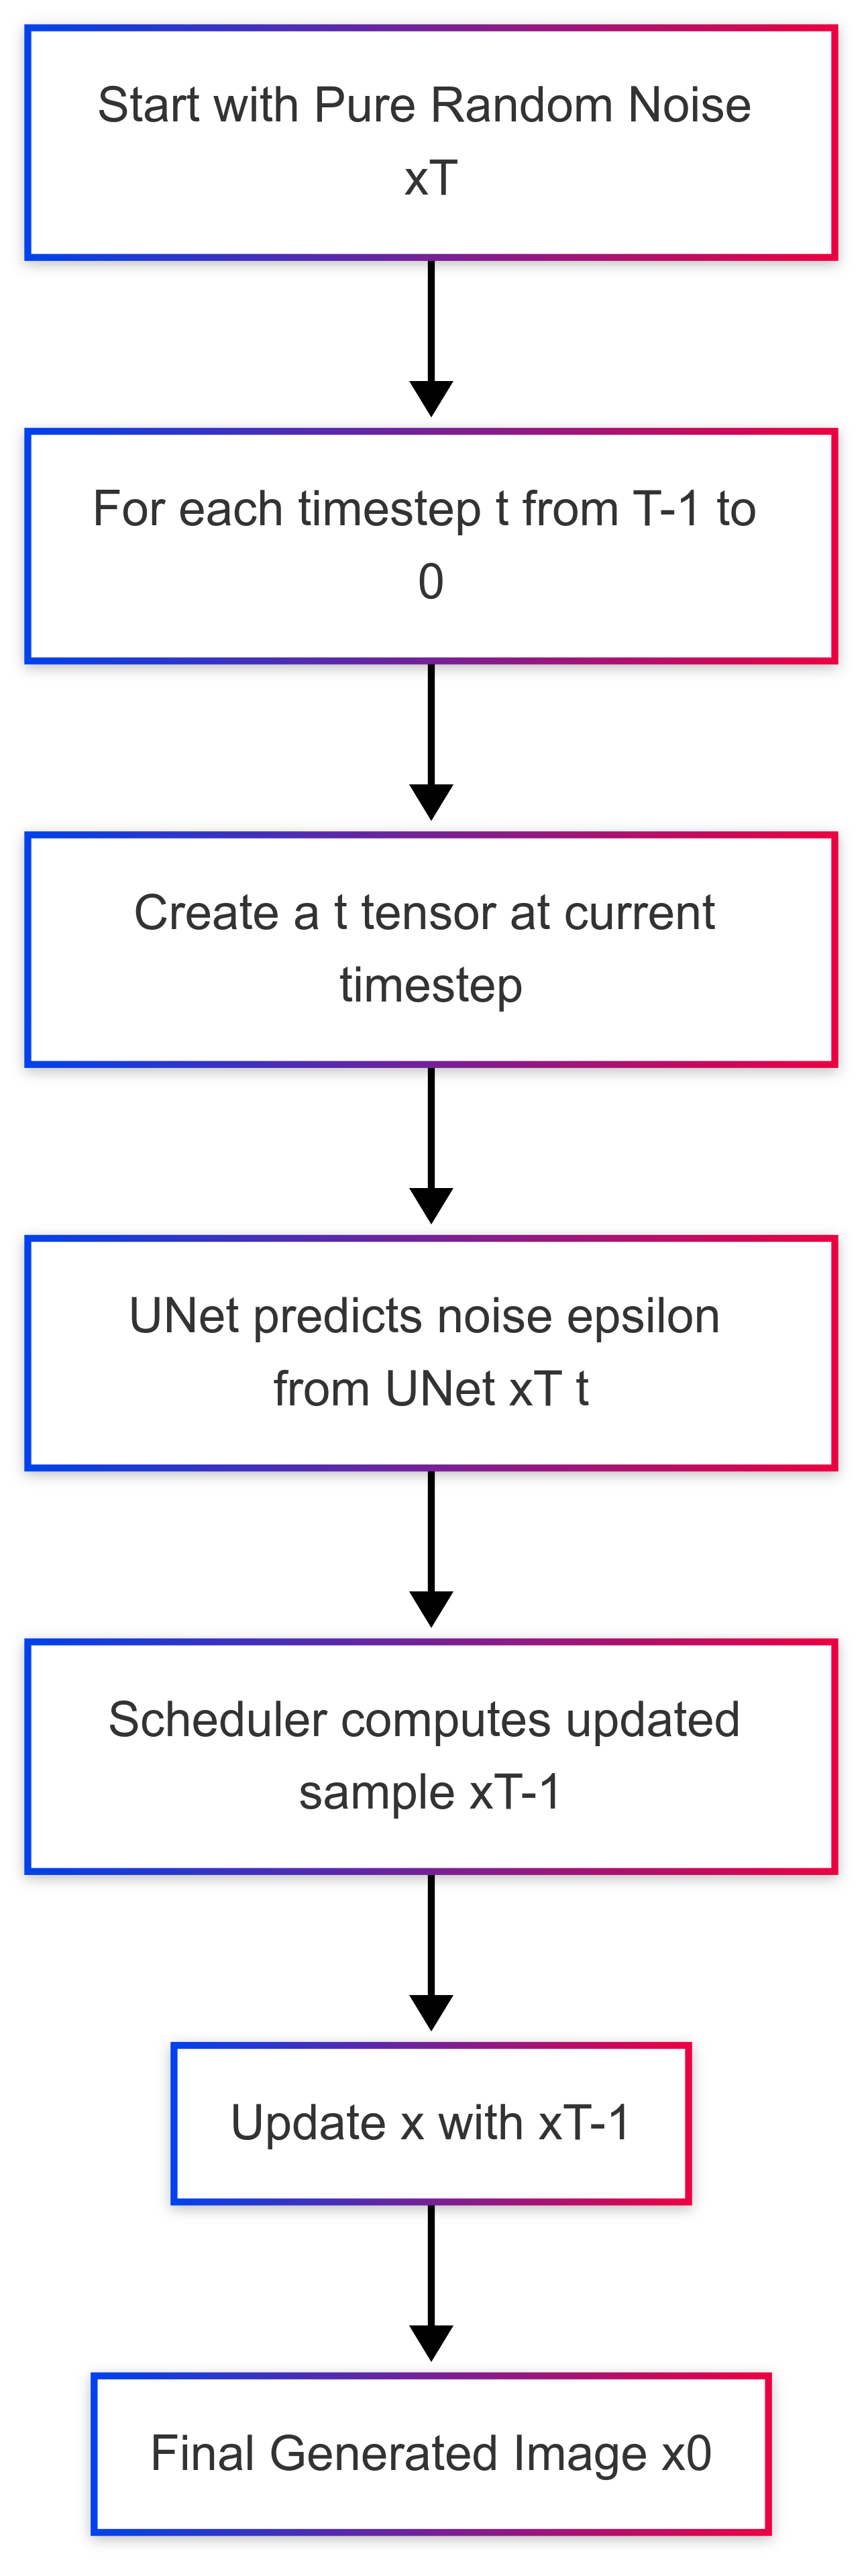 Start with Pure Random Noise
xT
For each timestep t from T-1 to
0
Create a t tensor at current
timestep
UNet predicts noise epsilon
from UNet xT t
Scheduler computes updated
sample xT-1
Update x with xT-1
Final Generated Image x0